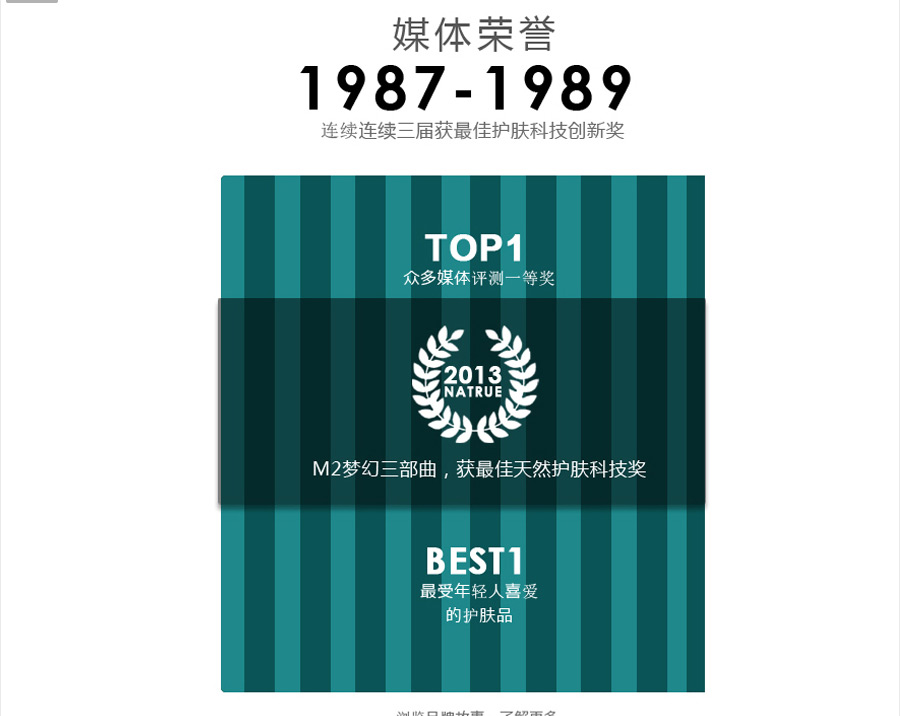 媒体荣誉
1987-1989
连续连续三届获最佳护肤科技创新奖
TOP1
众多媒体评测一等奖
2013
NATRUE
M2梦幻三部曲，获最佳天然护肤科技奖
BEST1
最受年轻人喜爱
的护肤品